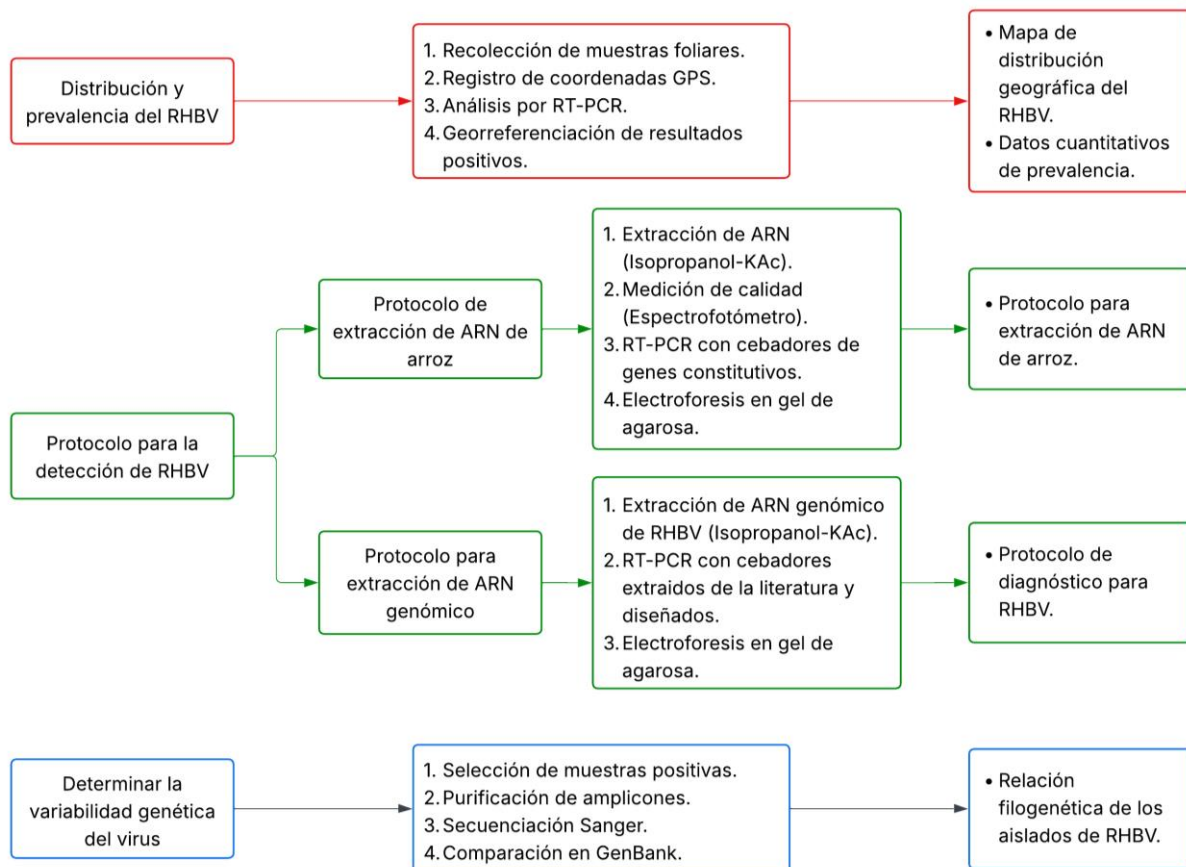 Distribución y
prevalencia del RHBV
1. Recolección de muestras foliares.
2. Registro de coordenadas GPS.
3. Análisis por RT-PCR.
4. Georreferenciación de resultados
positivos.
• Mapa de
distribución
geográfica del
RHBV.
• Datos cuantitativos
de prevalencia.
Protocolo para la
detección de RHBV
Protocolo de
extracción de ARN de
arroz
1. Extracción de ARN
(Isopropanol-KAc).
2. Medición de calidad
(Espectrofotómetro).
3. RT-PCR con cebadores de
genes constitutivos.
4. Electroforesis en gel de
agarosa.
• Protocolo para
extracción de ARN
de arroz.
Protocolo para
extracción de ARN
genómico
1. Extracción de ARN genómico
de RHBV (Isopropanol-KAc).
2. RT-PCR con cebadores
extraidos de la literatura y
diseñados.
3. Electroforesis en gel de
agarosa.
• Protocolo de
diagnóstico para
RHBV.
Determinar la
variabilidad genética
del virus
1. Selección de muestras positivas.
2. Purificación de amplicones.
3. Secuenciación Sanger.
4. Comparación en GenBank.
• Relación
filogenética de los
aislados de RHBV.